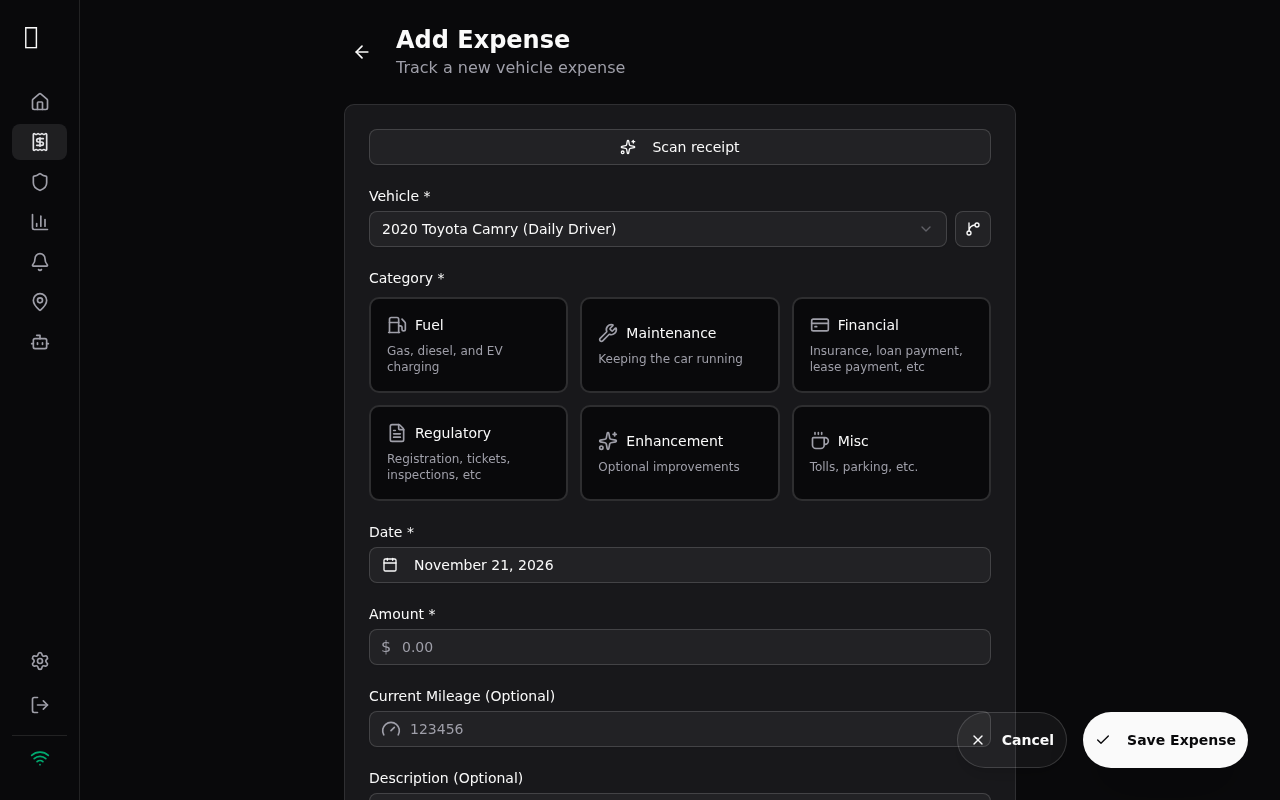 Add Expense
Track a new vehicle expense
Scan receipt
Vehicle *
2020 Toyota Camry (Daily Driver)
Category *
Fuel
Gas, diesel, and EV
charging
Maintenance
Keeping the car running
Financial
Insurance, loan payment,
lease payment, etc
Regulatory
Registration, tickets,
inspections, etc
Enhancement
Optional improvements
Misc
Tolls, parking, etc.
Date *
November 21, 2026
Amount *
$ 0.00
Current Mileage (Optional)
123456
Cancel
Save Expense
Description (Optional)